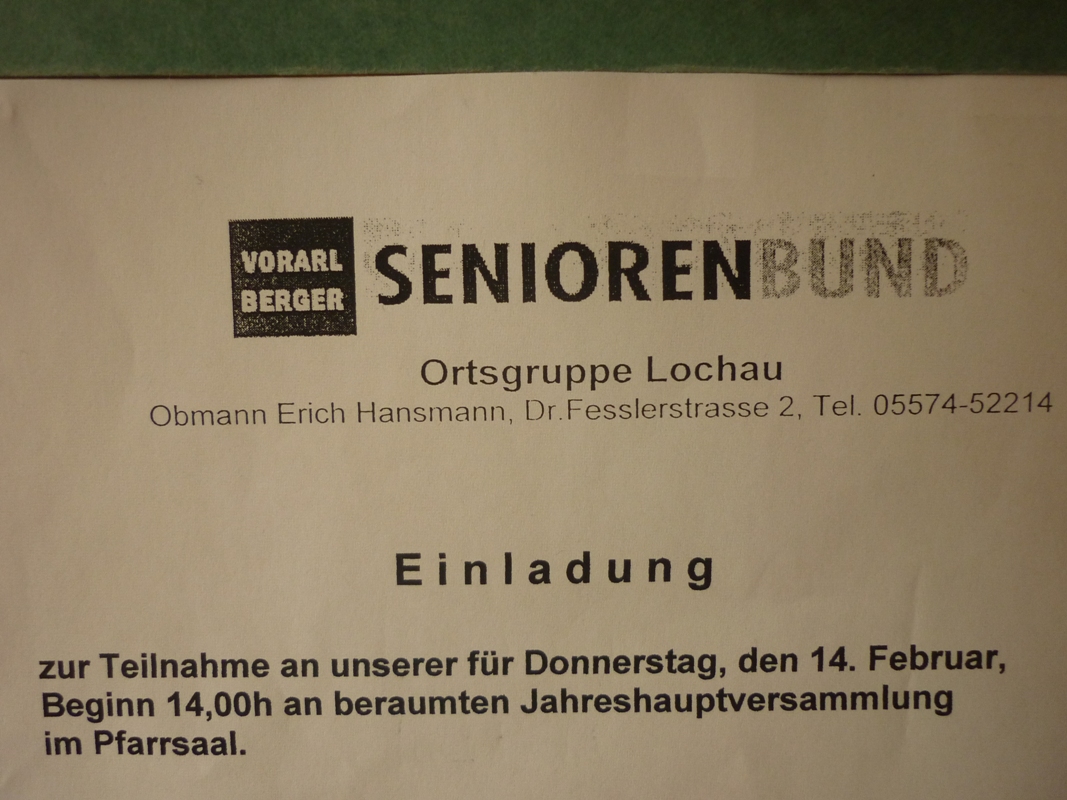 VORARL
BERGER
SENIORENBUND
Ortsgruppe Lochau
Obmann Erich Hansmann, Dr.Fesslerstrasse 2, Tel. 05574-52214
Einladung
zur Teilnahme an unserer für Donnerstag, den 14. Februar,
Beginn 14,00h an beraumten Jahreshauptversammlung
im Pfarrsaal.